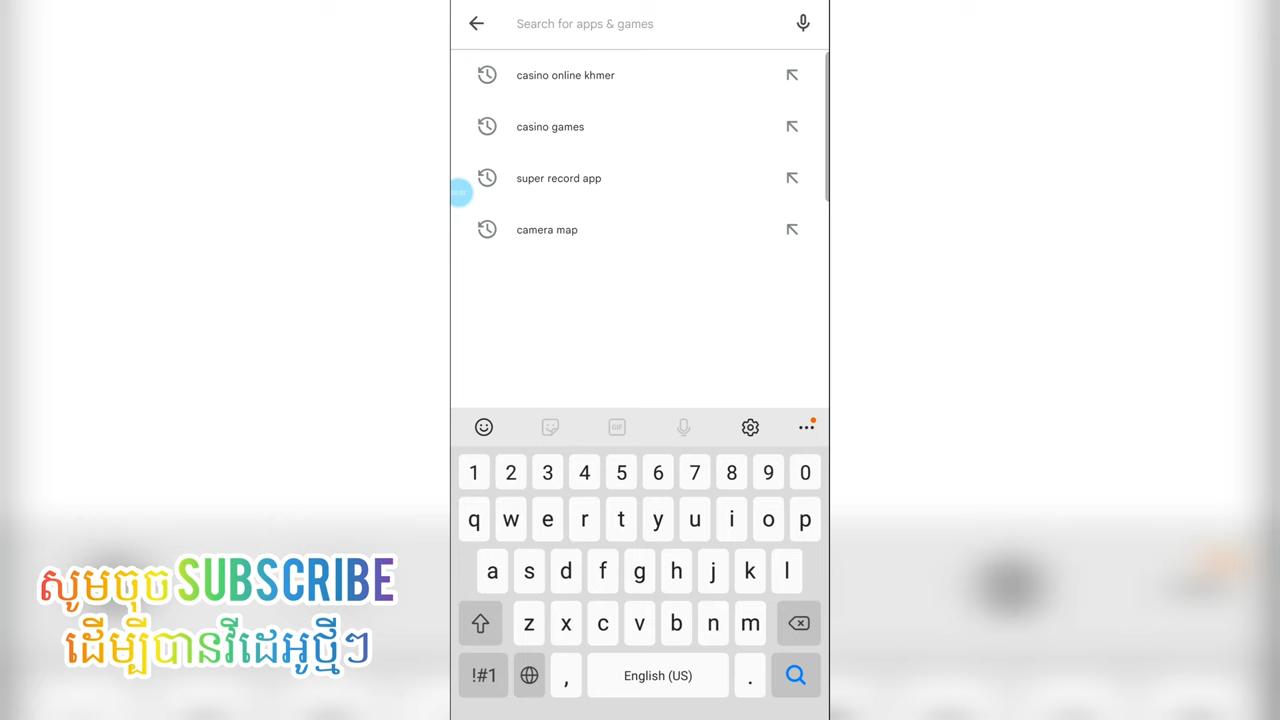 Search for apps & games
casino online khmer
casino games
super record app
camera map
GIF
1 2 3 4 5 6 7 8 9 0
q w e r t y u i o p
a s d f g h j k l
z x c v b n m
!#1 , English (US) .
សូមចុច SUBSCRIBE
ដើម្បីបានវីដេអូថ្មីៗ